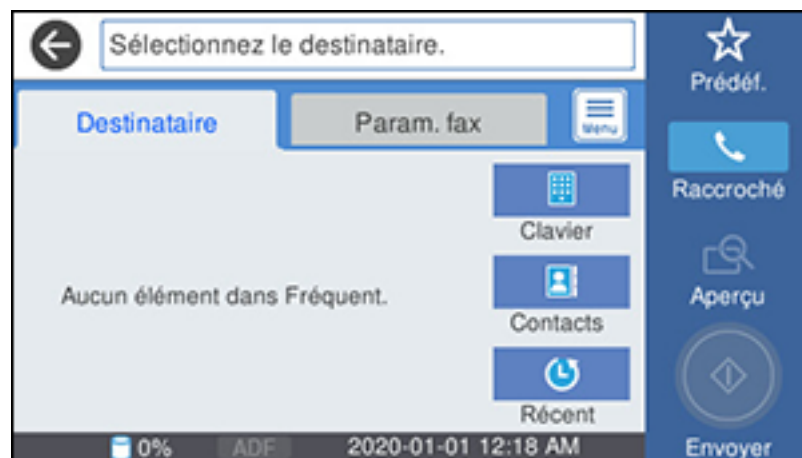 Sélectionnez le destinataire.
Prédéf.
Destinataire
Param. fax
Menu
Raccroché
Clavier
Aucun élément dans Fréquent.
Contacts
Aperçu
Récent
0%
ADF
2020-01-01 12:18 AM
Envoyer